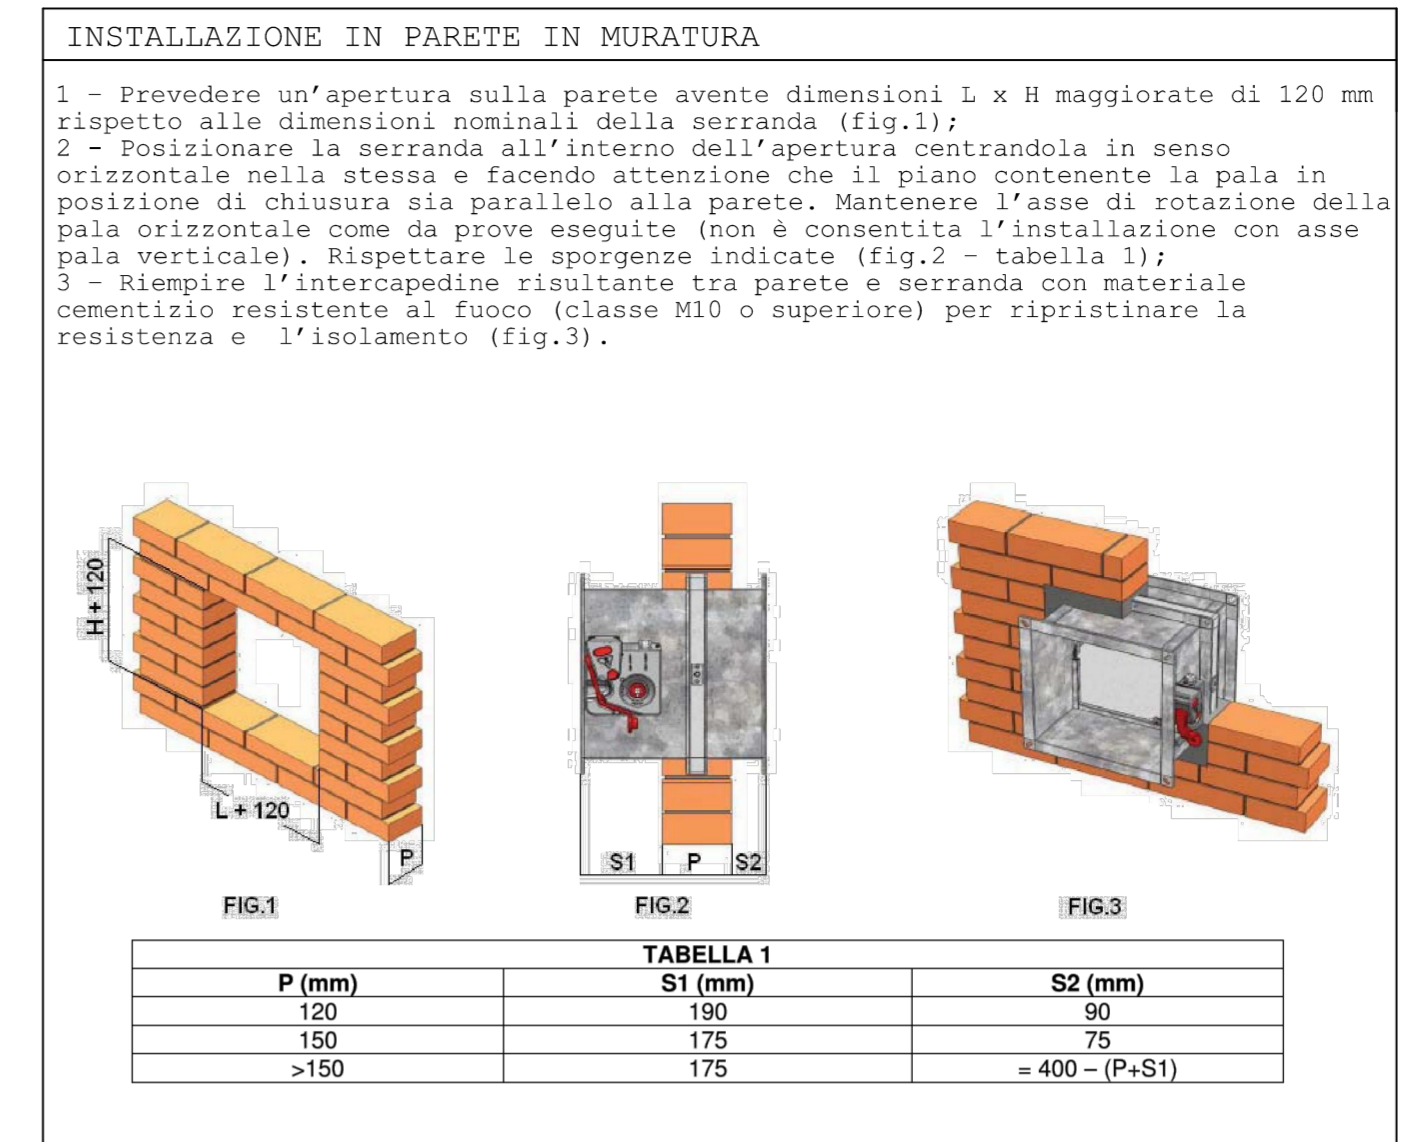 INSTALLAZIONE IN PARETE IN MURATURA
1 – Prevedere un’apertura sulla parete avente dimensioni L x H maggiorate di 120 mm
rispetto alle dimensioni nominali della serranda (fig.1);
2 - Posizionare la serranda all’interno dell’apertura centrandola in senso
orizzontale nella stessa e facendo attenzione che il piano contenente la pala in
posizione di chiusura sia parallelo alla parete. Mantenere l’asse di rotazione della
pala orizzontale come da prove eseguite (non è consentita l’installazione con asse
pala verticale). Rispettare le sporgenze indicate (fig.2 – tabella 1);
3 – Riempire l’intercapedine risultante tra parete e serranda con materiale
cementizio resistente al fuoco (classe M10 o superiore) per ripristinare la
resistenza e  l’isolamento (fig.3).
H + 120
L + 120
P
FIG.1
S1 P S2
FIG.2
FIG.3
TABELLA 1
P (mm) S1 (mm) S2 (mm)
120 190 90
150 175 75
>150 175 = 400 – (P+S1)